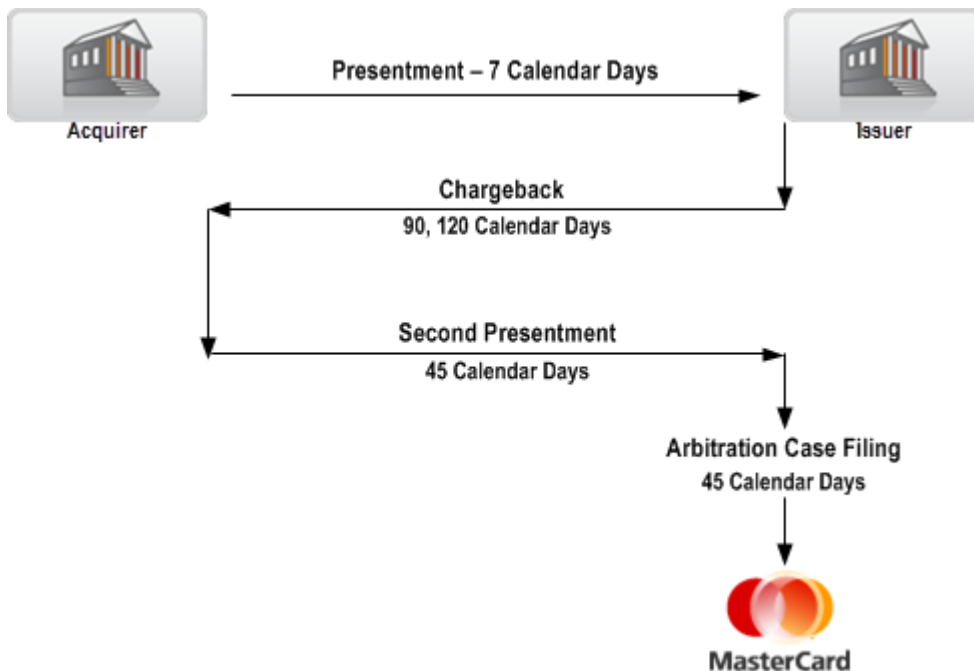 Presentment – 7 Calendar Days
Acquirer
Issuer
Chargeback
90, 120 Calendar Days
Second Presentment
45 Calendar Days
Arbitration Case Filing
45 Calendar Days
MasterCard